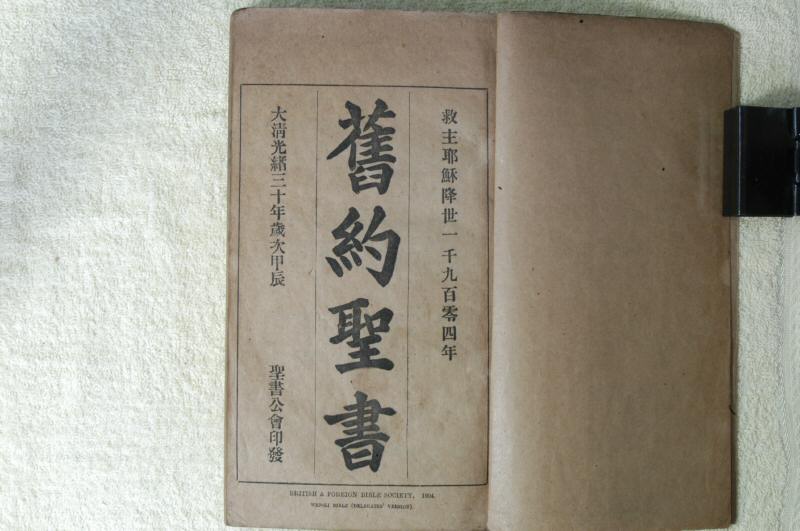 救主耶穌降世一千九百零四年
舊約聖書
大清光緒三十年歲次甲辰
聖書公會印發
BRITISH & FOREIGN BIBLE SOCIETY, 1904.
WENLI BIBLE (DELEGATES' VERSION).